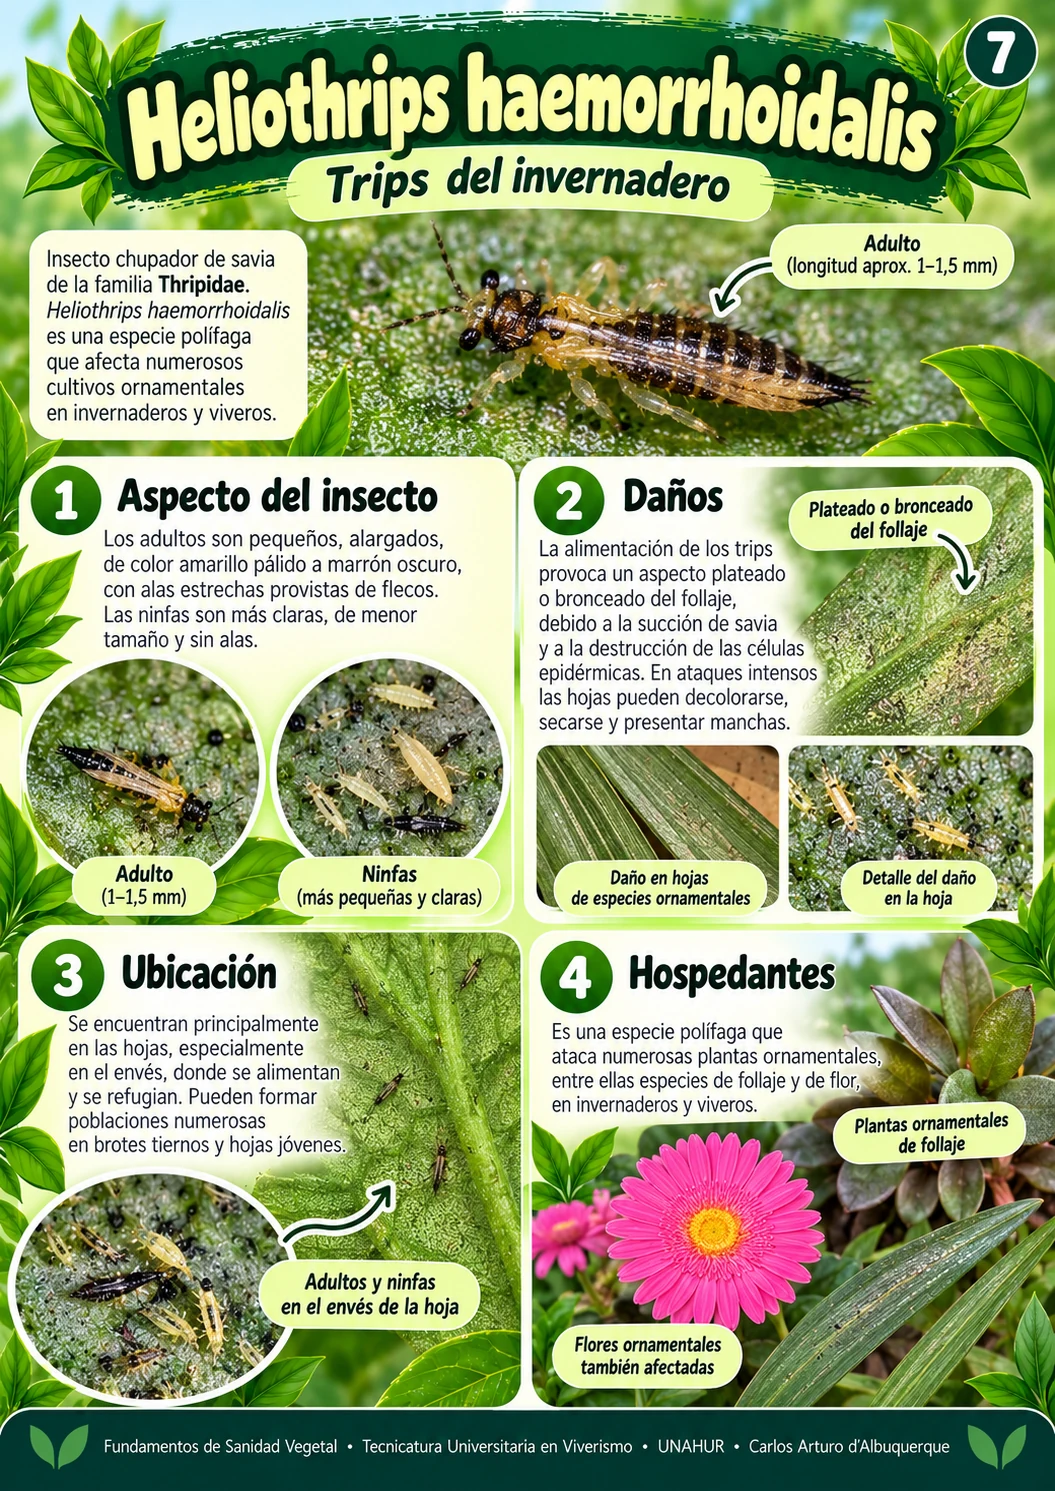 7
Heliothrips haemorrhoidalis
Trips del invernadero
Insecto chupador de savia
de la familia Thripidae.
Heliothrips haemorrhoidalis
es una especie polífaga
que afecta numerosos
cultivos ornamentales
en invernaderos y viveros.
Adulto
(longitud aprox. 1–1,5 mm)
1 Aspecto del insecto
Los adultos son pequeños, alargados,
de color amarillo pálido a marrón oscuro,
con alas estrechas provistas de flecos.
Las ninfas son más claras, de menor
tamaño y sin alas.
Adulto
(1–1,5 mm)
Ninfas
(más pequeñas y claras)
2 Daños
La alimentación de los trips
provoca un aspecto plateado
o bronceado del follaje,
debido a la succión de savia
y a la destrucción de las células
epidérmicas. En ataques intensos
las hojas pueden decolorarse,
secarse y presentar manchas.
Plateado o bronceado
del follaje
Daño en hojas
de especies ornamentales
Detalle del daño
en la hoja
3 Ubicación
Se encuentran principalmente
en las hojas, especialmente
en el envés, donde se alimentan
y se refugian. Pueden formar
poblaciones numerosas
en brotes tiernos y hojas jóvenes.
Adultos y ninfas
en el envés de la hoja
4 Hospedantes
Es una especie polífaga que
ataca numerosas plantas ornamentales,
entre ellas especies de follaje y de flor,
en invernaderos y viveros.
Plantas ornamentales
de follaje
Flores ornamentales
también afectadas
Fundamentos de Sanidad Vegetal • Tecnicatura Universitaria en Viverismo • UNAHUR • Carlos Arturo d'Albuquerque